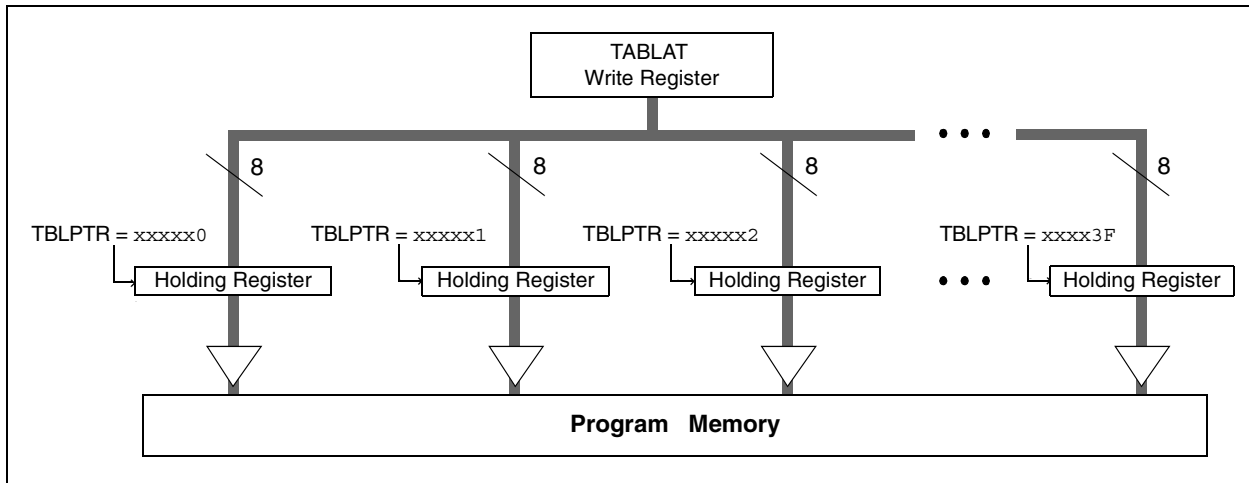 TABLAT
Write Register
8
8
8
8
TBLPTR = xxxxx0
TBLPTR = xxxxx1
TBLPTR = xxxxx2
TBLPTR = xxxx3F
Holding Register
Holding Register
Holding Register
Holding Register
Program Memory